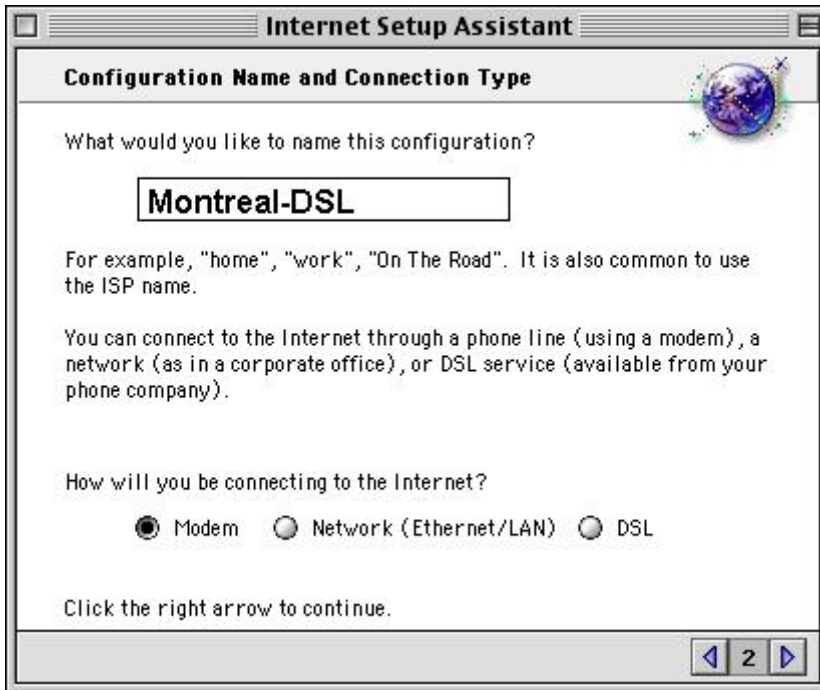 Internet Setup Assistant
Configuration Name and Connection Type
What would you like to name this configuration?
Montreal-DSL
For example, "home", "work", "On The Road". It is also common to use
the ISP name.
You can connect to the Internet through a phone line (using a modem), a
network (as in a corporate office), or DSL service (available from your
phone company).
How will you be connecting to the Internet?
Modem Network (Ethernet/LAN) DSL
Click the right arrow to continue.
2